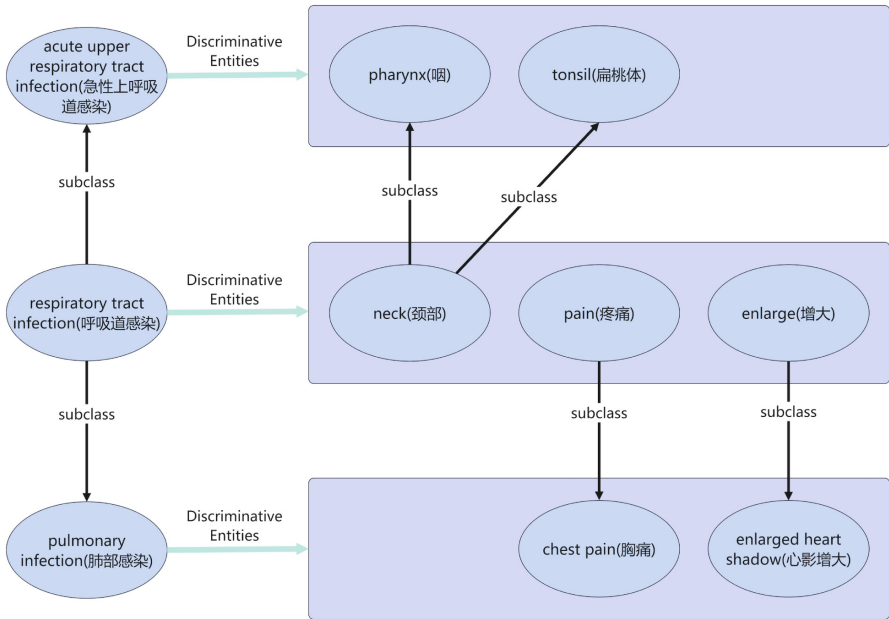 acute upper
respiratory tract
infection(急性上呼吸
道感染)
Discriminative
Entities
pharynx(咽)
tonsil(扁桃体)
subclass
subclass
subclass
respiratory tract
infection(呼吸道感染)
Discriminative
Entities
neck(颈部)
pain(疼痛)
enlarge(增大)
subclass
subclass
subclass
pulmonary
infection(肺部感染)
Discriminative
Entities
chest pain(胸痛)
enlarged heart
shadow(心影增大)